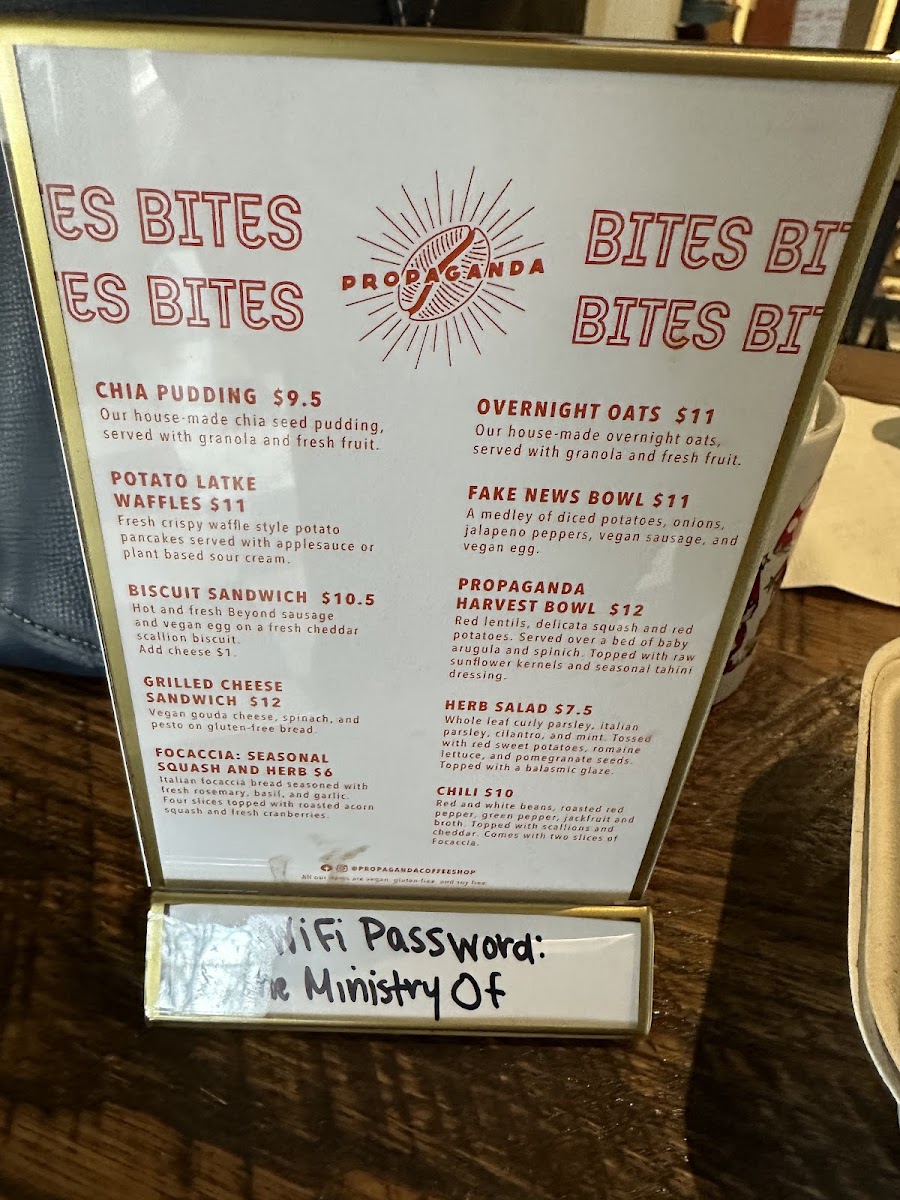 ES BITES
ES BITES
PROPAGANDA
BITES BIT
BITES BIT
CHIA PUDDING $9.5
Our house-made chia seed pudding,
served with granola and fresh fruit.
POTATO LATKE
WAFFLES $11
Fresh crispy waffle style potato
pancakes served with applesauce or
plant based sour cream.
BISCUIT SANDWICH $10.5
Hot and fresh Beyond sausage
and vegan egg on a fresh cheddar
scallion biscuit.
Add cheese $1.
GRILLED CHEESE
SANDWICH $12
Vegan gouda cheese, spinach, and
pesto on gluten-free bread.
FOCACCIA: SEASONAL
SQUASH AND HERB $6
Italian focaccia bread seasoned with
fresh rosemary, basil, and garlic.
Four slices topped with roasted acorn
squash and fresh cranberries.
OVERNIGHT OATS $11
Our house-made overnight oats,
served with granola and fresh fruit.
FAKE NEWS BOWL $11
A medley of diced potatoes, onions,
jalapeno peppers, vegan sausage, and
vegan egg.
PROPAGANDA
HARVEST BOWL $12
Red lentils, delicata squash and red
potatoes. Served over a bed of baby
arugula and spinich. Topped with raw
sunflower kernels and seasonal tahini
dressing.
HERB SALAD $7.5
Whole leaf curly parsley, italian
parsley, cilantro, and mint. Tossed
with red sweet potatoes, romaine
lettuce, and pomegranate seeds.
Topped with a balasmic glaze.
CHILI $10
Red and white beans, roasted red
pepper, green pepper, jackfruit and
broth. Topped with scallions and
cheddar. Comes with two slices of
Focaccia.
@PROPAGANDACOFFEESHOP
All our items are vegan, gluten-free, and soy free
WiFi Password:
Ministry Of